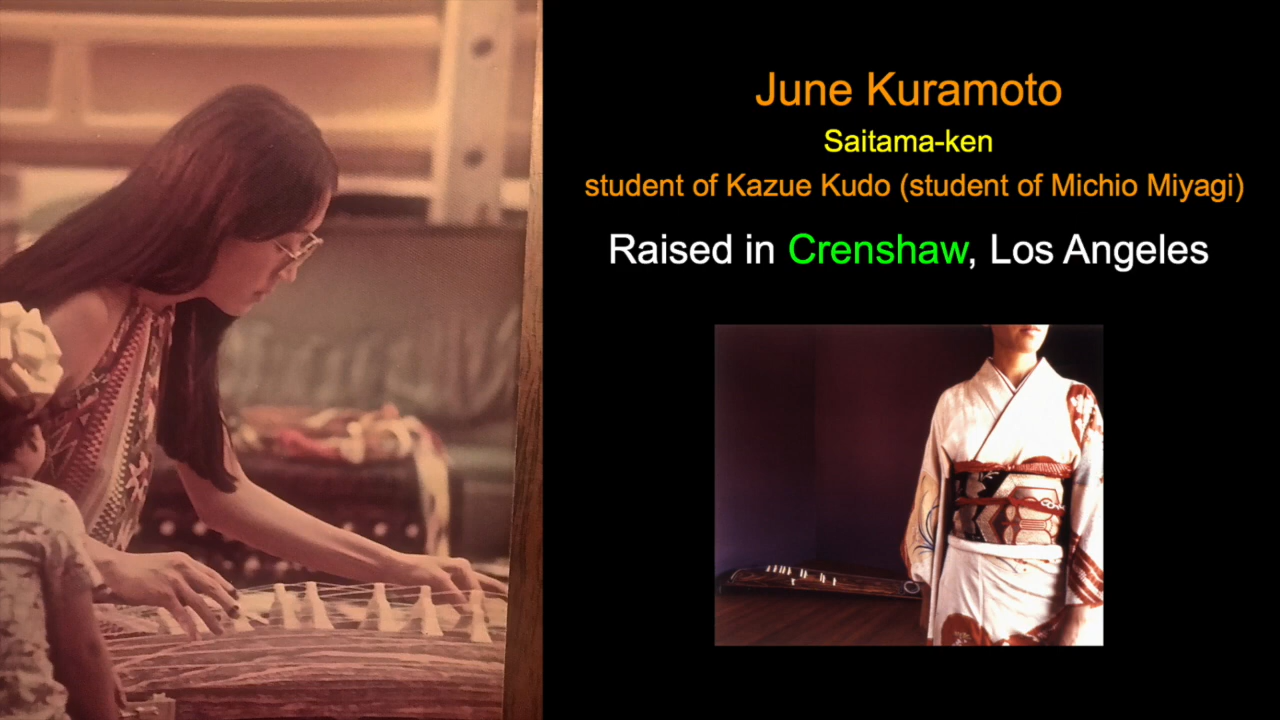 June Kuramoto
Saitama-ken
student of Kazue Kudo (student of Michio Miyagi)
Raised in Crenshaw, Los Angeles